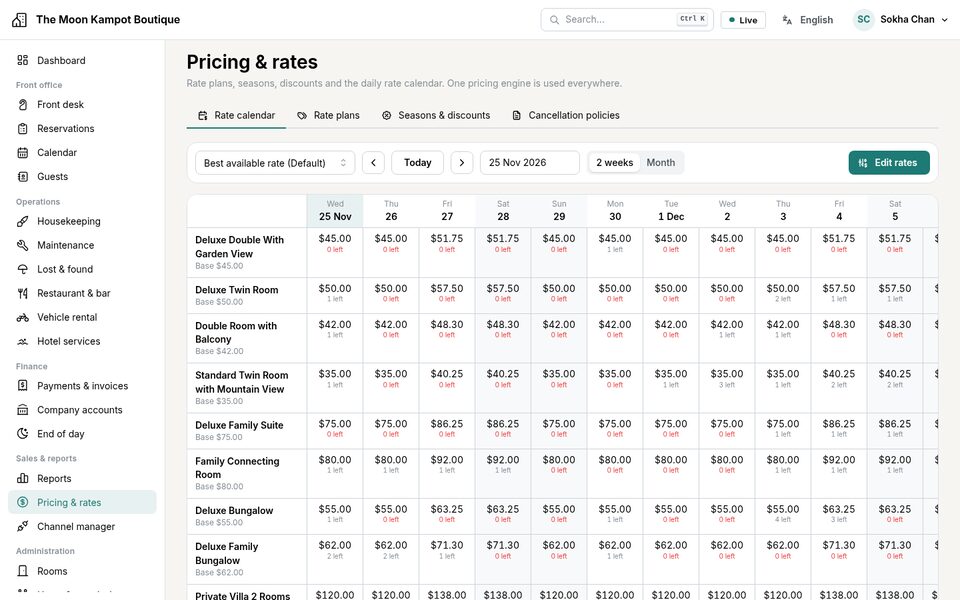 The Moon Kampot Boutique
Search...
Ctrl K
Live
English
SC
Sokha Chan
Dashboard
Front office
Front desk
Reservations
Calendar
Guests
Operations
Housekeeping
Maintenance
Lost & found
Restaurant & bar
Vehicle rental
Hotel services
Finance
Payments & invoices
Company accounts
End of day
Sales & reports
Reports
Pricing & rates
Channel manager
Administration
Rooms
Pricing & rates
Rate plans, seasons, discounts and the daily rate calendar. One pricing engine is used everywhere.
Rate calendar Rate plans Seasons & discounts Cancellation policies
Best available rate (Default) Today 25 Nov 2026 2 weeks Month Edit rates
Wed Thu Fri Sat Sun Mon Tue Wed Thu Fri Sat
25 Nov 26 27 28 29 30 1 Dec 2 3 4 5
Deluxe Double With Garden View
Base $45.00
$45.00 $45.00 $51.75 $51.75 $45.00 $45.00 $45.00 $45.00 $45.00 $51.75 $51.75
0 left 0 left 0 left 0 left 0 left 1 left 0 left 0 left 0 left 0 left 0 left
Deluxe Twin Room
Base $50.00
$50.00 $50.00 $57.50 $57.50 $50.00 $50.00 $50.00 $50.00 $50.00 $57.50 $57.50
1 left 0 left 0 left 0 left 0 left 0 left 0 left 0 left 2 left 1 left 1 left
Double Room with Balcony
Base $42.00
$42.00 $42.00 $48.30 $48.30 $42.00 $42.00 $42.00 $42.00 $42.00 $48.30 $48.30
1 left 0 left 0 left 0 left 0 left 1 left 0 left 1 left 1 left 0 left 0 left
Standard Twin Room with Mountain View
Base $35.00
$35.00 $35.00 $40.25 $40.25 $35.00 $35.00 $35.00 $35.00 $35.00 $40.25 $40.25
1 left 0 left 0 left 0 left 0 left 0 left 1 left 3 left 1 left 2 left 2 left
Deluxe Family Suite
Base $75.00
$75.00 $75.00 $86.25 $86.25 $75.00 $75.00 $75.00 $75.00 $75.00 $86.25 $86.25
0 left 0 left 0 left 0 left 0 left 0 left 0 left 0 left 1 left 1 left 1 left
Family Connecting Room
Base $80.00
$80.00 $80.00 $92.00 $92.00 $80.00 $80.00 $80.00 $80.00 $80.00 $92.00 $92.00
1 left 1 left 1 left 1 left 0 left 0 left 0 left 0 left 1 left 1 left 1 left
Deluxe Bungalow
Base $55.00
$55.00 $55.00 $63.25 $63.25 $55.00 $55.00 $55.00 $55.00 $55.00 $63.25 $63.25
1 left 0 left 0 left 0 left 0 left 1 left 0 left 0 left 4 left 3 left 0 left
Deluxe Family Bungalow
Base $62.00
$62.00 $62.00 $71.30 $71.30 $62.00 $62.00 $62.00 $62.00 $62.00 $71.30 $71.30
2 left 2 left 1 left 0 left 0 left 1 left 0 left 0 left 0 left 0 left 0 left
Private Villa 2 Rooms
$120.00 $120.00 $138.00 $138.00 $120.00 $120.00 $120.00 $120.00 $120.00 $138.00 $138.00